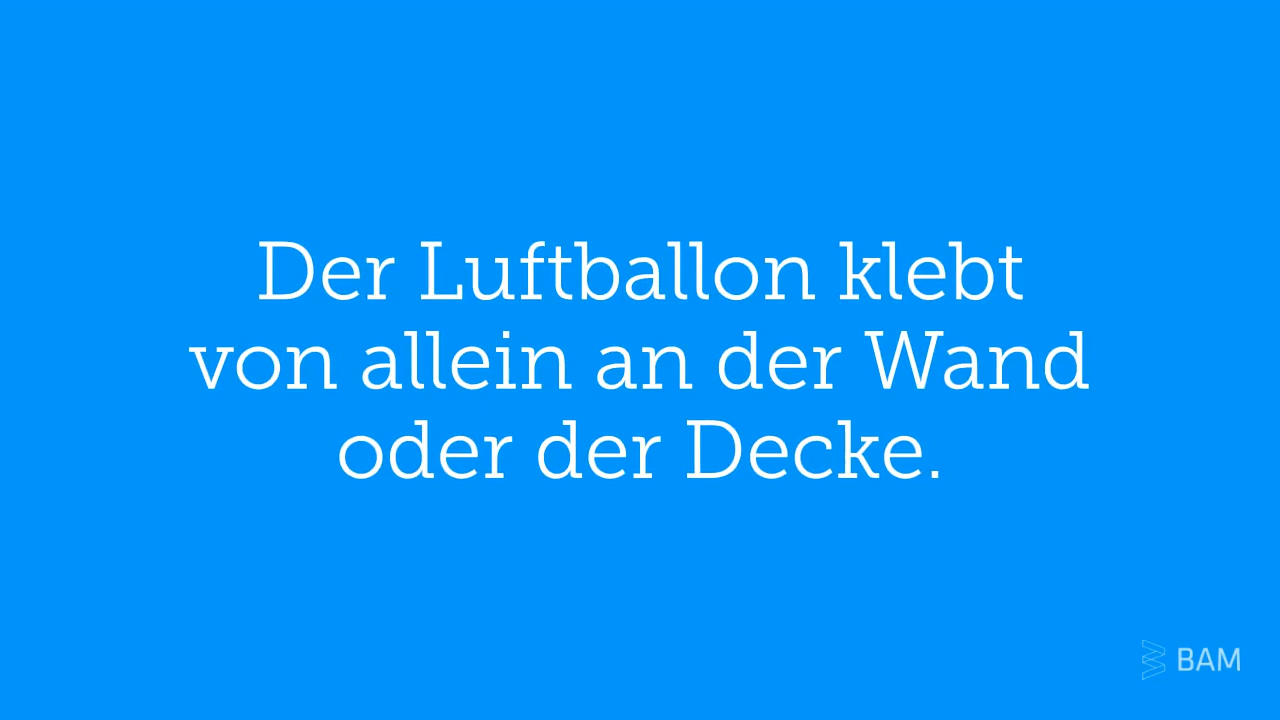 Der Luftballon klebt
von allein an der Wand
oder der Decke.
BAM